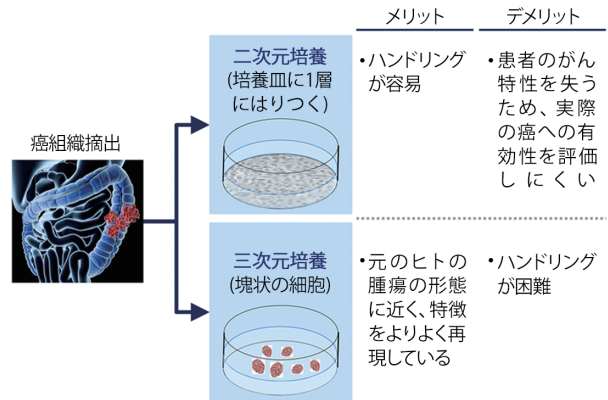 メリット
デメリット
癌組織摘出
二次元培養
(培養皿に1層
にはりつく)
・ハンドリング
が容易
・患者のがん
特性を失う
ため、実際
の癌への有
効性を評価
しにくい
三次元培養
(塊状の細胞)
・元のヒトの
腫瘍の形態
に近く、特徴
をよりよく再
現している
・ハンドリング
が困難